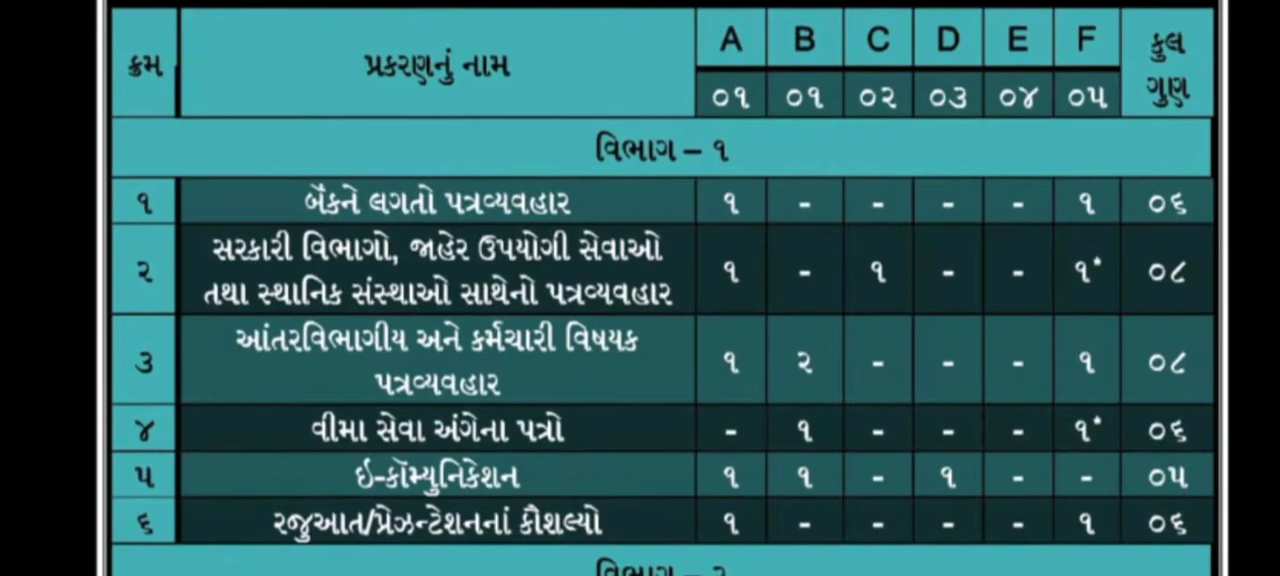 ક્રમ પ્રકરણનું નામ A B C D E F કુલ ગુણ
૦૧ ૦૧ ૦૨ ૦૩ ૦૪ ૦૫
વિભાગ – ૧
૧ બૅંકને લગતો પત્રવ્યવહાર ૧ - - - - ૧ ૦૬
૨ સરકારી વિભાગો, જાહેર ઉપયોગી સેવાઓ
તથા સ્થાનિક સંસ્થાઓ સાથેનો પત્રવ્યવહાર ૧ - ૧ - - ૧* ૦૮
૩ આંતરવિભાગીય અને કર્મચારી વિષયક
પત્રવ્યવહાર ૧ ૨ - - - ૧ ૦૮
૪ વીમા સેવા અંગેના પત્રો - ૧ - - - ૧* ૦૬
૫ ઇ-કૉમ્યુનિકેશન ૧ ૧ - ૧ - - ૦૫
૬ રજુઆત/પ્રેઝન્ટેશનનાં કૌશલ્યો ૧ - - - - ૧ ૦૬
વિભાગ – ૨